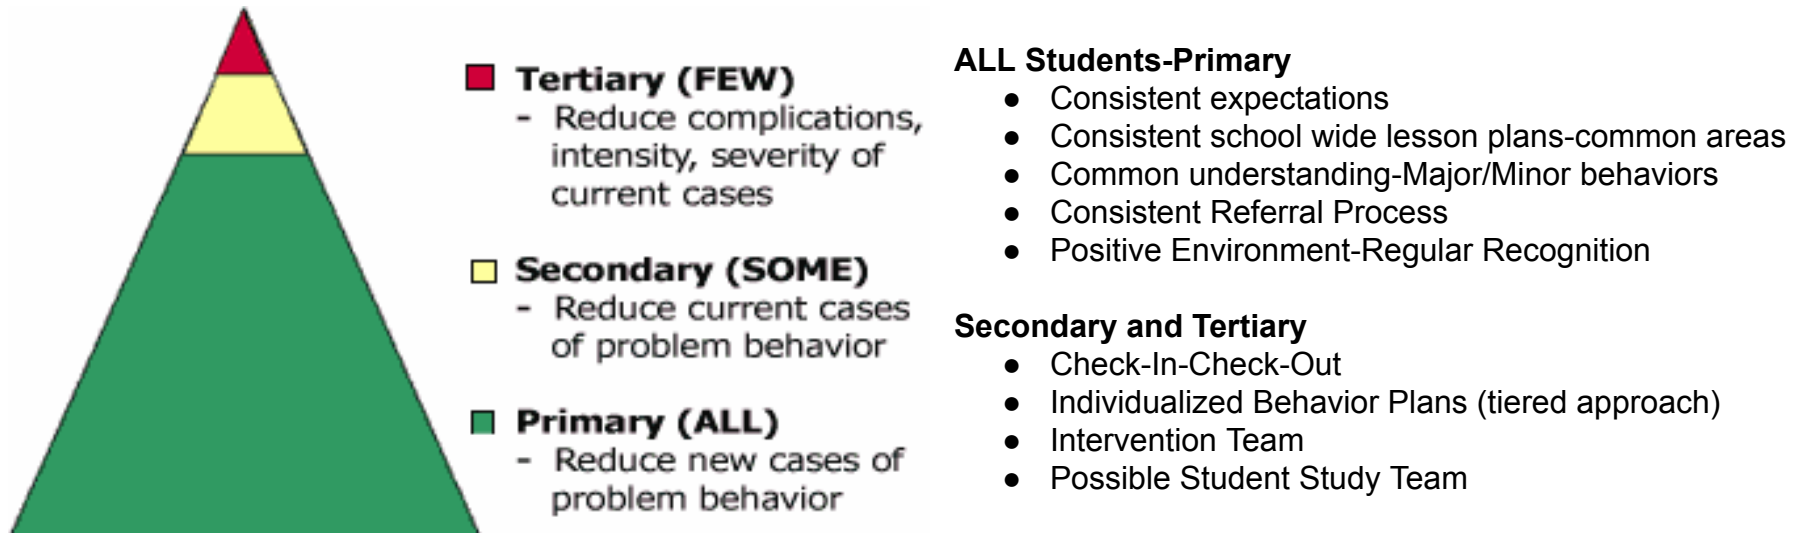 Tertiary (FEW)
- Reduce complications,
intensity, severity of
current cases
Secondary (SOME)
- Reduce current cases
of problem behavior
Primary (ALL)
- Reduce new cases of
problem behavior
ALL Students-Primary
● Consistent expectations
● Consistent school wide lesson plans-common areas
● Common understanding-Major/Minor behaviors
● Consistent Referral Process
● Positive Environment-Regular Recognition
Secondary and Tertiary
● Check-In-Check-Out
● Individualized Behavior Plans (tiered approach)
● Intervention Team
● Possible Student Study Team